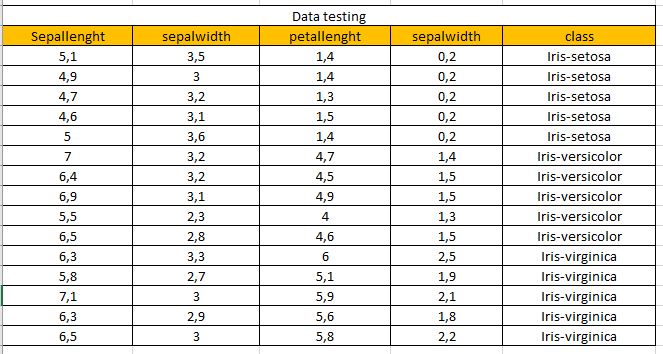 Data testing
Sepallenght sepalwidth petallenght sepalwidth class
5,1 3,5 1,4 0,2 Iris-setosa
4,9 3 1,4 0,2 Iris-setosa
4,7 3,2 1,3 0,2 Iris-setosa
4,6 3,1 1,5 0,2 Iris-setosa
5 3,6 1,4 0,2 Iris-setosa
7 3,2 4,7 1,4 Iris-versicolor
6,4 3,2 4,5 1,5 Iris-versicolor
6,9 3,1 4,9 1,5 Iris-versicolor
5,5 2,3 4 1,3 Iris-versicolor
6,5 2,8 4,6 1,5 Iris-versicolor
6,3 3,3 6 2,5 Iris-virginica
5,8 2,7 5,1 1,9 Iris-virginica
7,1 3 5,9 2,1 Iris-virginica
6,3 2,9 5,6 1,8 Iris-virginica
6,5 3 5,8 2,2 Iris-virginica